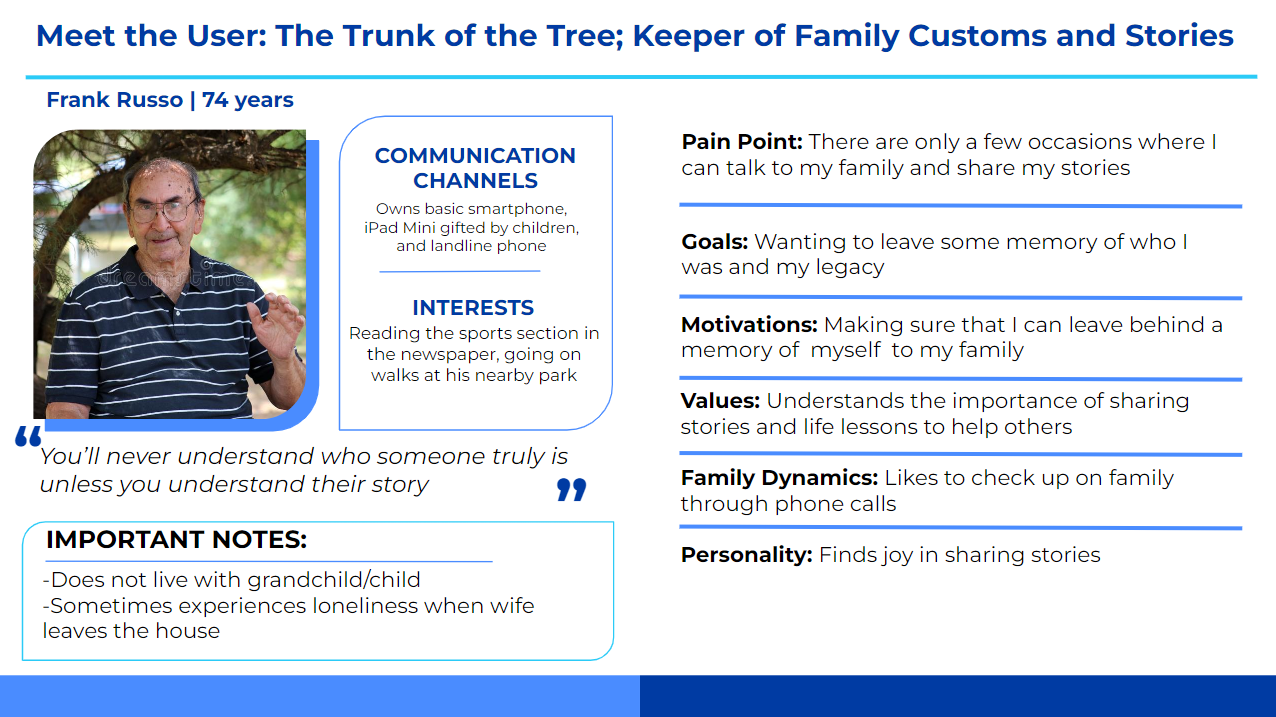 Meet the User: The Trunk of the Tree; Keeper of Family Customs and Stories
Frank Russo | 74 years
dreamstime
COMMUNICATION
CHANNELS
Owns basic smartphone,
iPad Mini gifted by children,
and landline phone
INTERESTS
Reading the sports section in
the newspaper, going on
walks at his nearby park
“You’ll never understand who someone truly is
unless you understand their story”
IMPORTANT NOTES:
-Does not live with grandchild/child
-Sometimes experiences loneliness when wife
leaves the house
Pain Point: There are only a few occasions where I
can talk to my family and share my stories
Goals: Wanting to leave some memory of who I
was and my legacy
Motivations: Making sure that I can leave behind a
memory of  myself  to my family
Values: Understands the importance of sharing
stories and life lessons to help others
Family Dynamics: Likes to check up on family
through phone calls
Personality: Finds joy in sharing stories